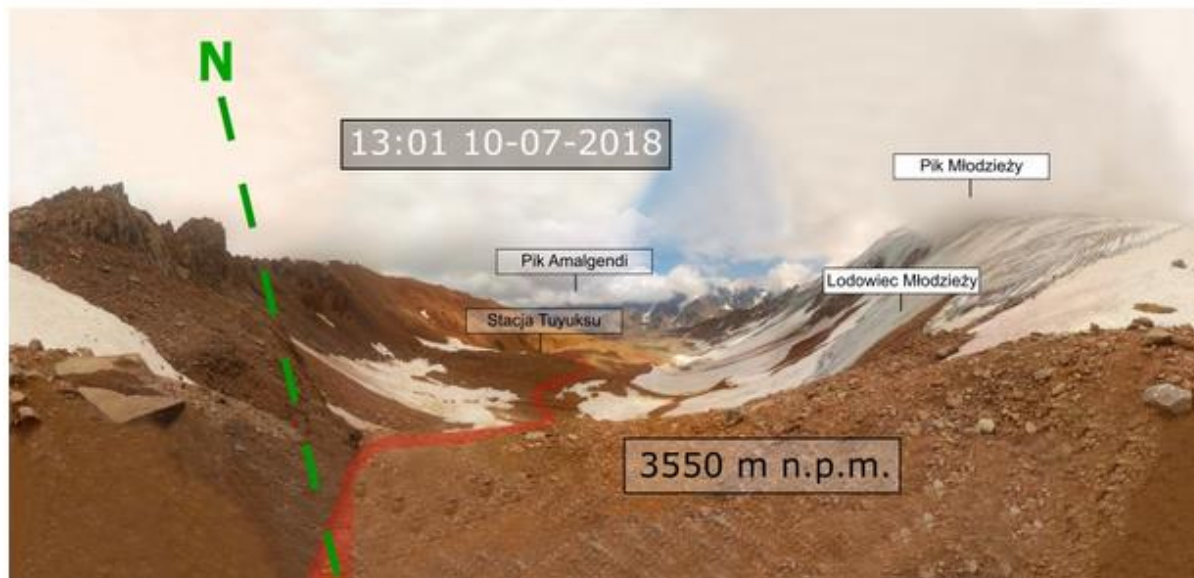 N
13:01 10-07-2018
Pik Młodzieży
Pik Amalgendi
Lodowiec Młodzieży
Stacja Tuyuksu
3550 m n.p.m.